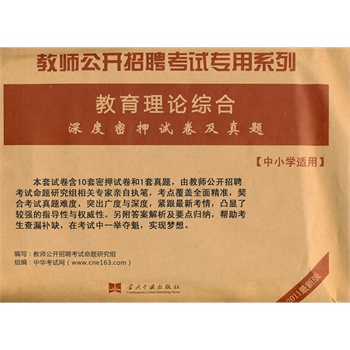 教师公开招聘考试专用系列
教育理论综合
深度密押试卷及真题
【中小学适用】
本套试卷含10套密押试卷和1套真题，由教师公开招聘
考试命题研究组相关专家亲自执笔，考点覆盖全面精准，契
合考试真题难度，突出广度与深度，紧跟最新考情，凸显了
较强的指导性与权威性。另附答案解析及要点归纳，帮助考
生查漏补缺，在考试中一举夺魁，实现梦想。
编写：教师公开招聘考试命题研究组
组编：中华考试网（www.cne163.com）
当代中国出版社
2011最新版